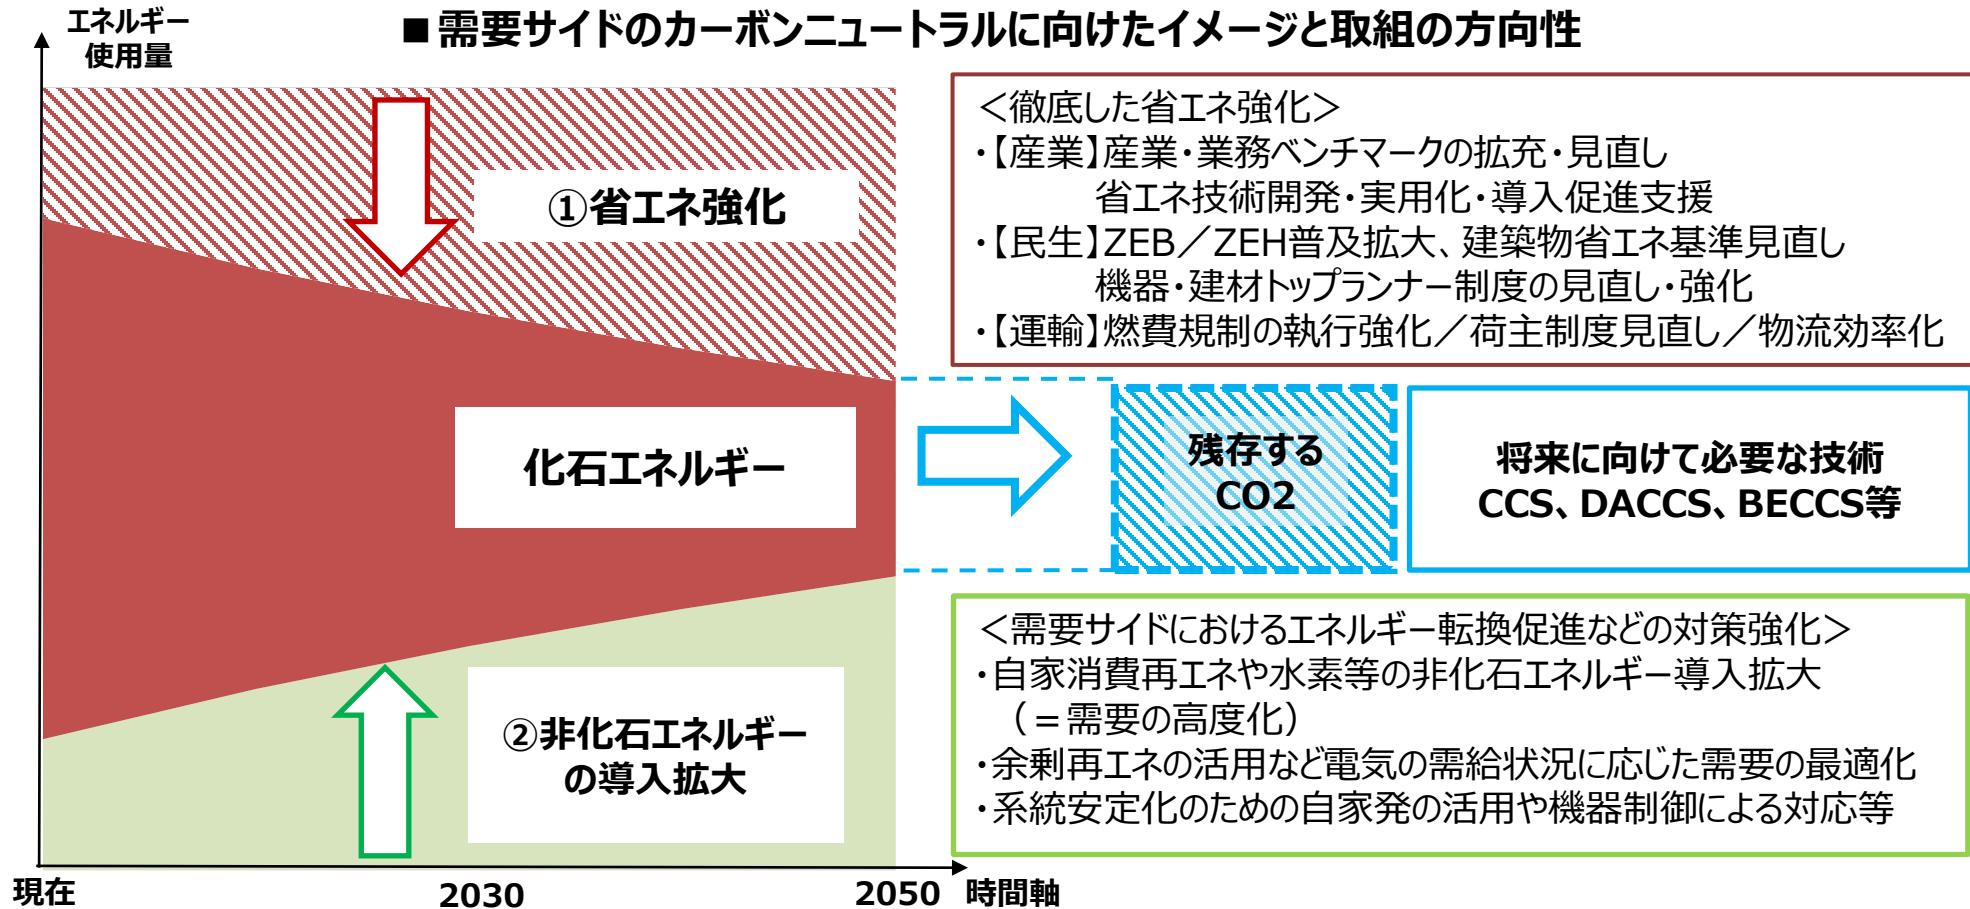 ■需要サイドのカーボンニュートラルに向けたイメージと取組の方向性
エネルギー
使用量
①省エネ強化
化石エネルギー
②非化石エネルギー
の導入拡大
現在
2030
2050
時間軸
＜徹底した省エネ強化＞
・【産業】産業・業務ベンチマークの拡充・見直し
省エネ技術開発・実用化・導入促進支援
・【民生】ZEB／ZEH普及拡大、建築物省エネ基準見直し
機器・建材トップランナー制度の見直し・強化
・【運輸】燃費規制の執行強化／荷主制度見直し／物流効率化
残存する
CO2
将来に向けて必要な技術
CCS、DACCS、BECCS等
＜需要サイドにおけるエネルギー転換促進などの対策強化＞
・自家消費再エネや水素等の非化石エネルギー導入拡大
（＝需要の高度化）
・余剰再エネの活用など電気の需給状況に応じた需要の最適化
・系統安定化のための自家発の活用や機器制御による対応等